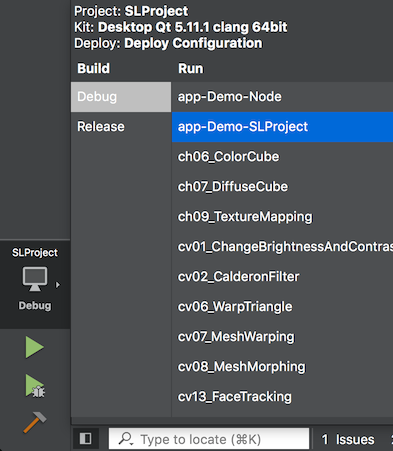 Project: SLProject
Kit: Desktop Qt 5.11.1 clang 64bit
Deploy: Deploy Configuration
Build Run
Debug app-Demo-Node
Release app-Demo-SLProject
ch06_ColorCube
ch07_DiffuseCube
ch09_TextureMapping
cv01_ChangeBrightnessAndContras
cv02_CalderonFilter
cv06_WarpTriangle
cv07_MeshWarping
cv08_MeshMorphing
cv13_FaceTracking
SLProject
Debug
Type to locate (⌘K)
1 Issues